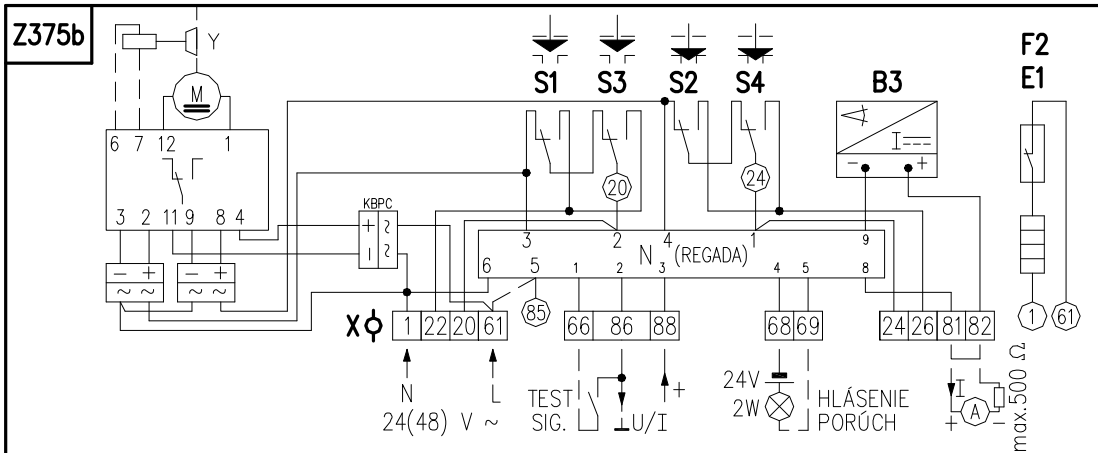 Z375b
Y
M
S1 S3 S2 S4
B3
F2
E1
6 7 12 1
I
- +
20
24
KBPC
3 2 11 9 8 4
+ ~
- ~
- +
~ ~
- +
~ ~
3 2 4 1 9
N (REGADA)
6 5 1 2 3 4 5 8
85
X
1 22 20 61
66 86 88
68 69
24 26 81 82
1 61
N L
24(48) V ~
TEST
SIG.
U/I
+
24V
2W
HLÁSENIE
PORÚCH
I
A
+ -
max.500 Ω